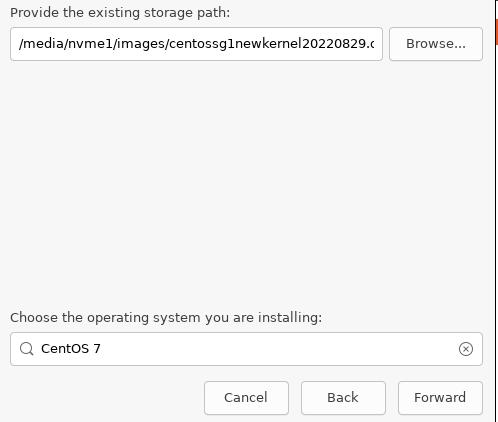 Provide the existing storage path:
/media/nvme1/images/centossg1newkernel20220829.c
Browse...
Choose the operating system you are installing:
CentOS 7
Cancel
Back
Forward